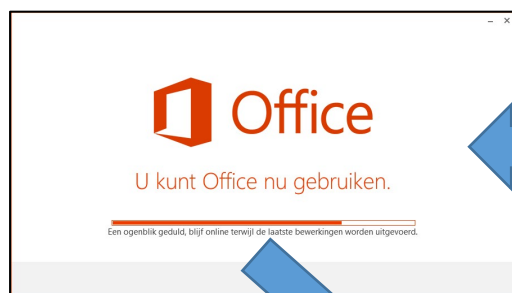 Office
U kunt Office nu gebruiken.
Een ogenblik geduld, blijf online terwijl de laatste bewerkingen worden uitgevoerd.